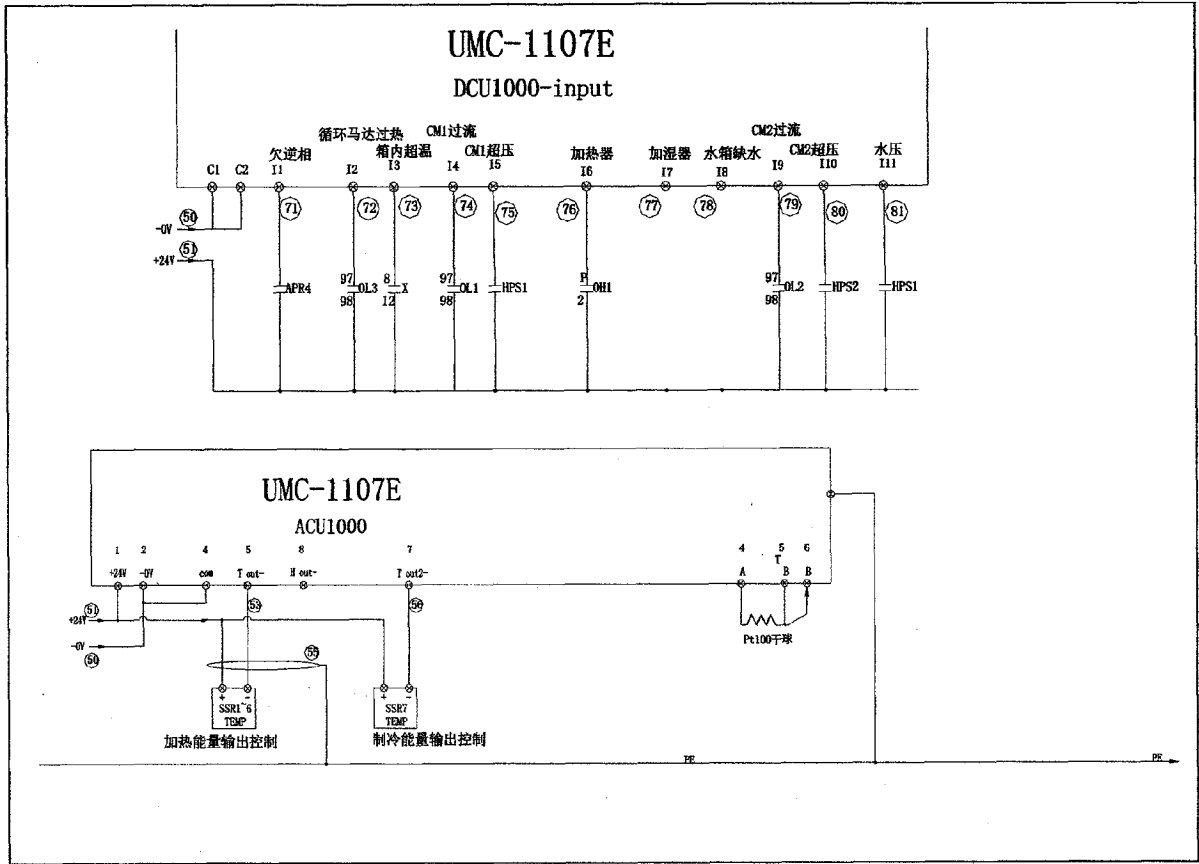 UMC-1107E
DCU1000-input
循环马达过热 CM1过流 CM2过流
欠逆相 箱内超温 CM1超压 加热器 加湿器 水箱缺水 CM2超压 水压
C1 C2 I1 I2 I3 I4 I5 I6 I7 I8 I9 I10 I11
71 72 73 74 75 76 77 78 79 80 81
-0V 50
+24V 51
97 8 97 P 97
APR4 OL3 X OL1 HPS1 OH1 OL2 HPS2 HPS1
98 12 98 2 98
UMC-1107E
ACU1000
1 2 4 5 8 7 4 5 6
T
+24V -0V com T out- H out- T out2- A B B
51 53 56
+24V
-0V
50
Pt100干球
55
+ - + -
SSR1~6 SSR7
TEMP TEMP
加热能量输出控制 制冷能量输出控制
PE PE